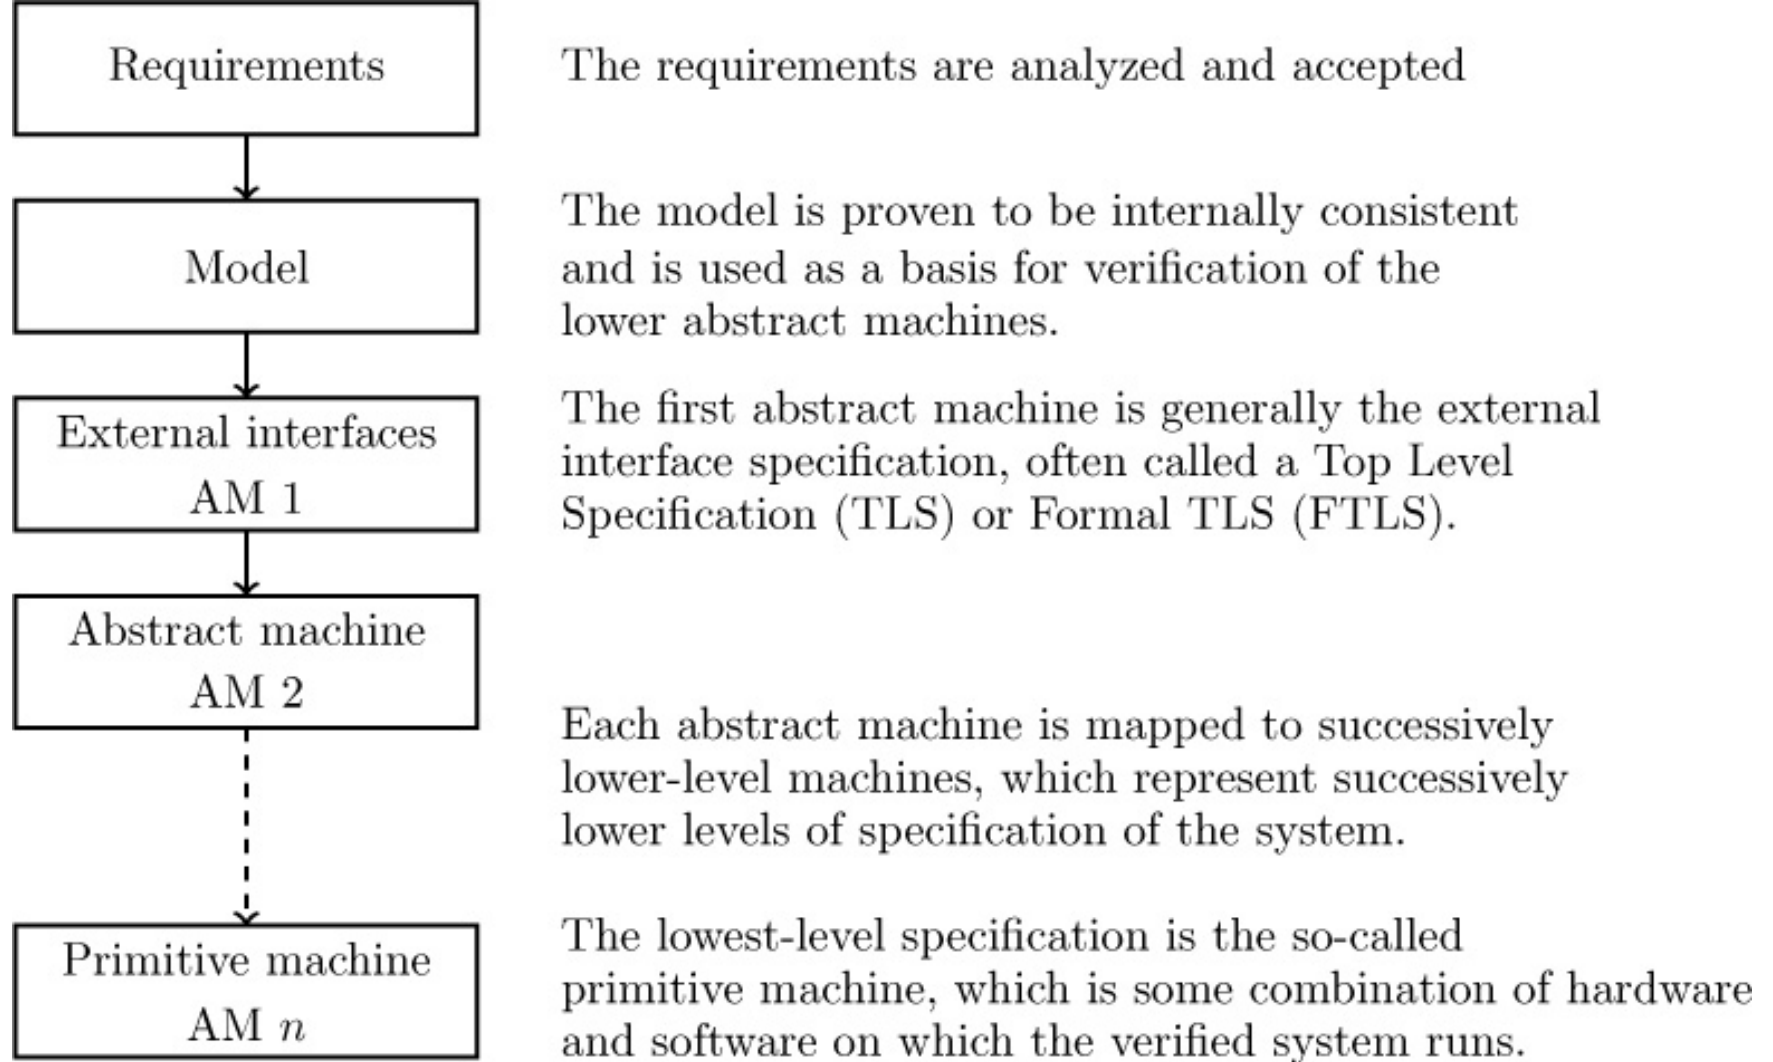 Requirements
The requirements are analyzed and accepted
Model
The model is proven to be internally consistent
and is used as a basis for verification of the
lower abstract machines.
External interfaces
AM 1
The first abstract machine is generally the external
interface specification, often called a Top Level
Specification (TLS) or Formal TLS (FTLS).
Abstract machine
AM 2
Each abstract machine is mapped to successively
lower-level machines, which represent successively
lower levels of specification of the system.
Primitive machine
AM n
The lowest-level specification is the so-called
primitive machine, which is some combination of hardware
and software on which the verified system runs.